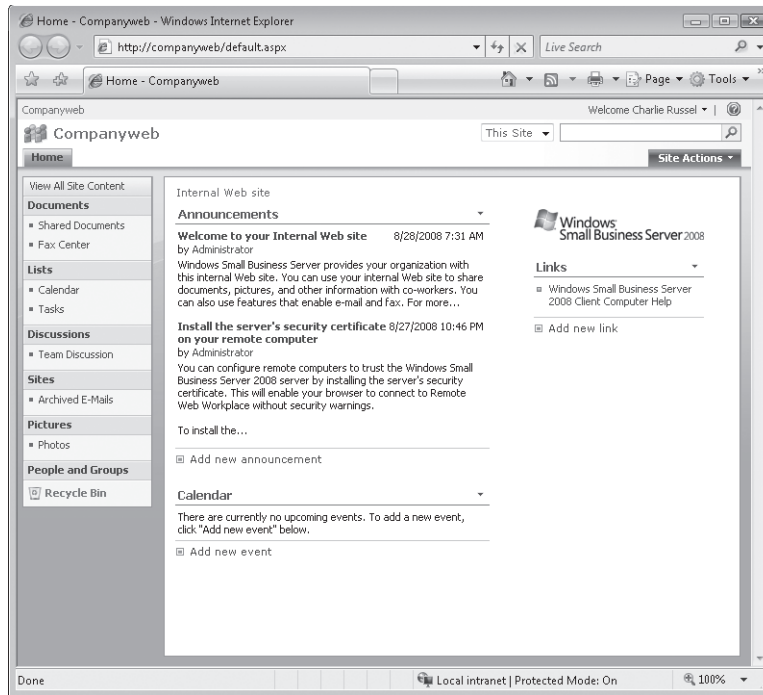 Home - Companyweb - Windows Internet Explorer
http://companyweb/default.aspx
Live Search
Home - Companyweb
Page
Tools
Companyweb
Welcome Charlie Russel
Companyweb
This Site
Home
Site Actions
View All Site Content
Documents
Shared Documents
Fax Center
Lists
Calendar
Tasks
Discussions
Team Discussion
Sites
Archived E-Mails
Pictures
Photos
People and Groups
Recycle Bin
Internal Web site
Announcements
Welcome to your Internal Web site 8/28/2008 7:31 AM
by Administrator
Windows Small Business Server provides your organization with
this internal Web site. You can use your internal Web site to share
documents, pictures, and other information with co-workers. You
can also use features that enable e-mail and fax. For more...
Install the server's security certificate 8/27/2008 10:46 PM
on your remote computer
by Administrator
You can configure remote computers to trust the Windows Small
Business Server 2008 server by installing the server's security
certificate. This will enable your browser to connect to Remote
Web Workplace without security warnings.
To install the...
Add new announcement
Calendar
There are currently no upcoming events. To add a new event,
click "Add new event" below.
Add new event
Windows
Small Business Server 2008
Links
Windows Small Business Server
2008 Client Computer Help
Add new link
Done
Local intranet | Protected Mode: On
100%